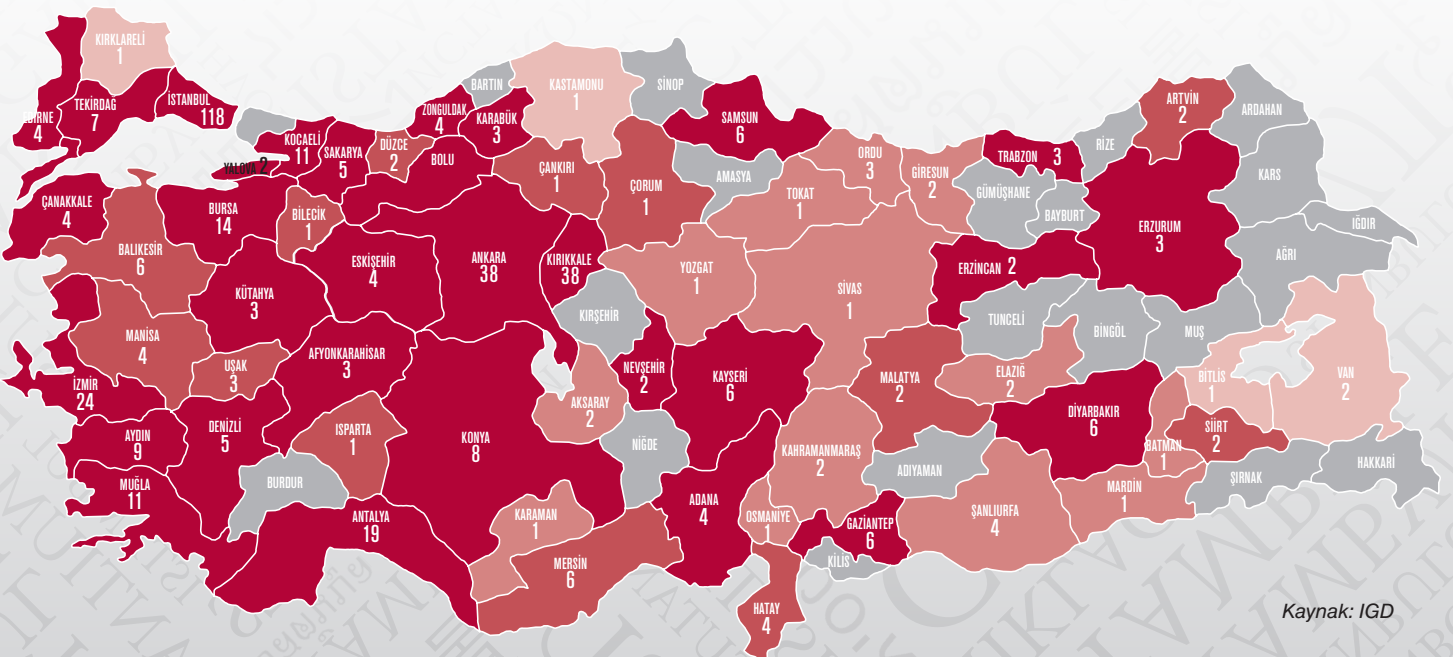 KIRKLARELİ
1
EDİRNE
4
TEKİRDAĞ
7
İSTANBUL
118
KOCAELİ
11
YALOVA 2
SAKARYA
5
DÜZCE
2
BOLU
ZONGULDAK
4
BARTIN
KARABÜK
3
KASTAMONU
1
SİNOP
SAMSUN
6
ÇANKIRI
1
ÇORUM
1
AMASYA
TOKAT
1
ORDU
3
GİRESUN
2
TRABZON 3
GÜMÜŞHANE
BAYBURT
RİZE
ARTVİN
2
ARDAHAN
KARS
IĞDIR
AĞRI
ERZURUM
3
ERZİNCAN 2
ÇANAKKALE
4
BALIKESİR
6
BURSA
14
BİLECİK
1
ESKİŞEHİR
4
ANKARA
38
KIRIKKALE
38
KIRŞEHİR
YOZGAT
1
SİVAS
1
TUNCELİ
BİNGÖL
MUŞ
KÜTAHYA
3
MANİSA
4
UŞAK
3
AFYONKARAHİSAR
3
İZMİR
24
AYDIN
9
DENİZLİ
5
ISPARTA
1
KONYA
8
AKSARAY
2
NEVŞEHİR
2
KAYSERİ
6
MALATYA
2
ELAZIĞ
2
DİYARBAKIR
6
BİTLİS
1
VAN
2
SİİRT
2
BATMAN
1
HAKKARİ
ŞIRNAK
MARDİN
1
ŞANLIURFA
4
ADIYAMAN
KAHRAMANMARAŞ
2
NİĞDE
MUĞLA
11
BURDUR
ANTALYA
19
KARAMAN
1
MERSİN
6
ADANA
4
OSMANİYE
1
GAZİANTEP
6
KİLİS
HATAY
4
Kaynak: IGD